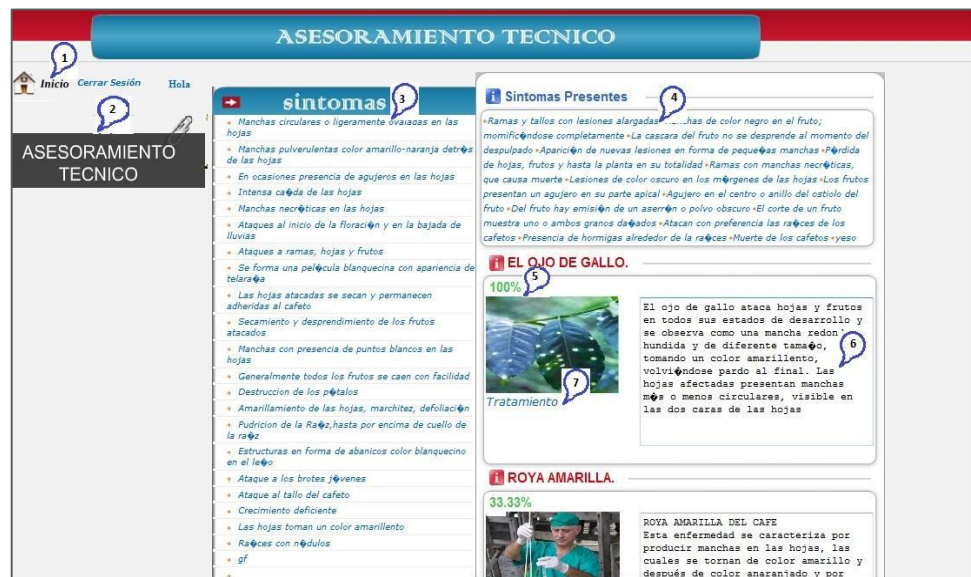 ASESORAMIENTO TECNICO
1
Inicio Cerrar Sesión Hola
2
ASESORAMIENTO
TECNICO
sintomas 3
Manchas circulares o ligeramente ovaladas en las
hojas
Manchas pulverulentas color amarillo-naranja detr�s
de las hojas
En ocasiones presencia de agujeros en las hojas
Intensa ca�da de las hojas
Manchas necr�ticas en las hojas
Ataques al inicio de la floraci�n y en la bajada de
lluvias
Ataques a ramas, hojas y frutos
Se forma una pel�cula blanquecina con apariencia de
telara�a
Las hojas atacadas se secan y permanecen
adheridas al cafeto
Secamiento y desprendimiento de los frutos
atacados
Manchas con presencia de puntos blancos en las
hojas
Generalmente todos los frutos se caen con facilidad
Destruccion de los p�talos
Amarillamiento de las hojas, marchitez, defoliaci�n
Pudricion de la Ra�z,hasta por encima de cuello de
la ra�z
Estructuras en forma de abanicos color blanquecino
en el le�o
Ataque a los brotes j�venes
Ataque al tallo del cafeto
Crecimiento deficiente
Las hojas toman un color amarillento
Ra�ces con n�dulos
gf
Sintomas Presentes 4
•Ramas y tallos con lesiones alargadas de color negro en el fruto;
momific�ndose completamente •La cascara del fruto no se desprende al momento del
despulpado •Aparici�n de nuevas lesiones en forma de peque�as manchas •P�rdida
de hojas, frutos y hasta la planta en su totalidad •Ramas con manchas necr�ticas,
que causa muerte •Lesiones de color oscuro en los m�rgenes de las hojas •Los frutos
presentan un agujero en su parte apical •Agujero en el centro o anillo del ostiolo del
fruto •Del fruto hay emisi�n de un aserr�n o polvo obscuro •El corte de un fruto
muestra uno o ambos granos da�ados •Atacan con preferencia las ra�ces de los
cafetos •Presencia de hormigas alrededor de la ra�ces •Muerte de los cafetos •yeso
EL OJO DE GALLO.
100% 5
El ojo de gallo ataca hojas y frutos
en todos sus estados de desarrollo y
se observa como una mancha
hundida y de diferente tama�o,
tomando un color amarillento,
volvi�ndose pardo al final. Las
hojas afectadas presentan manchas
m�s o menos circulares, visible en
las dos caras de las hojas
6
7
Tratamiento
ROYA AMARILLA.
33.33%
ROYA AMARILLA DEL CAFE
Esta enfermedad se caracteriza por
producir manchas en las hojas, las
cuales se tornan de color amarillo y
después de color anaranjado y por